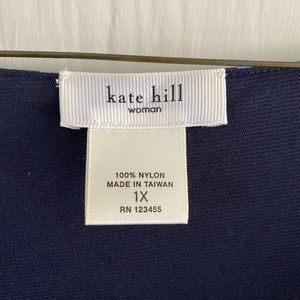 kate hill
woman
100% NYLON
MADE IN TAIWAN
1X
RN 123455